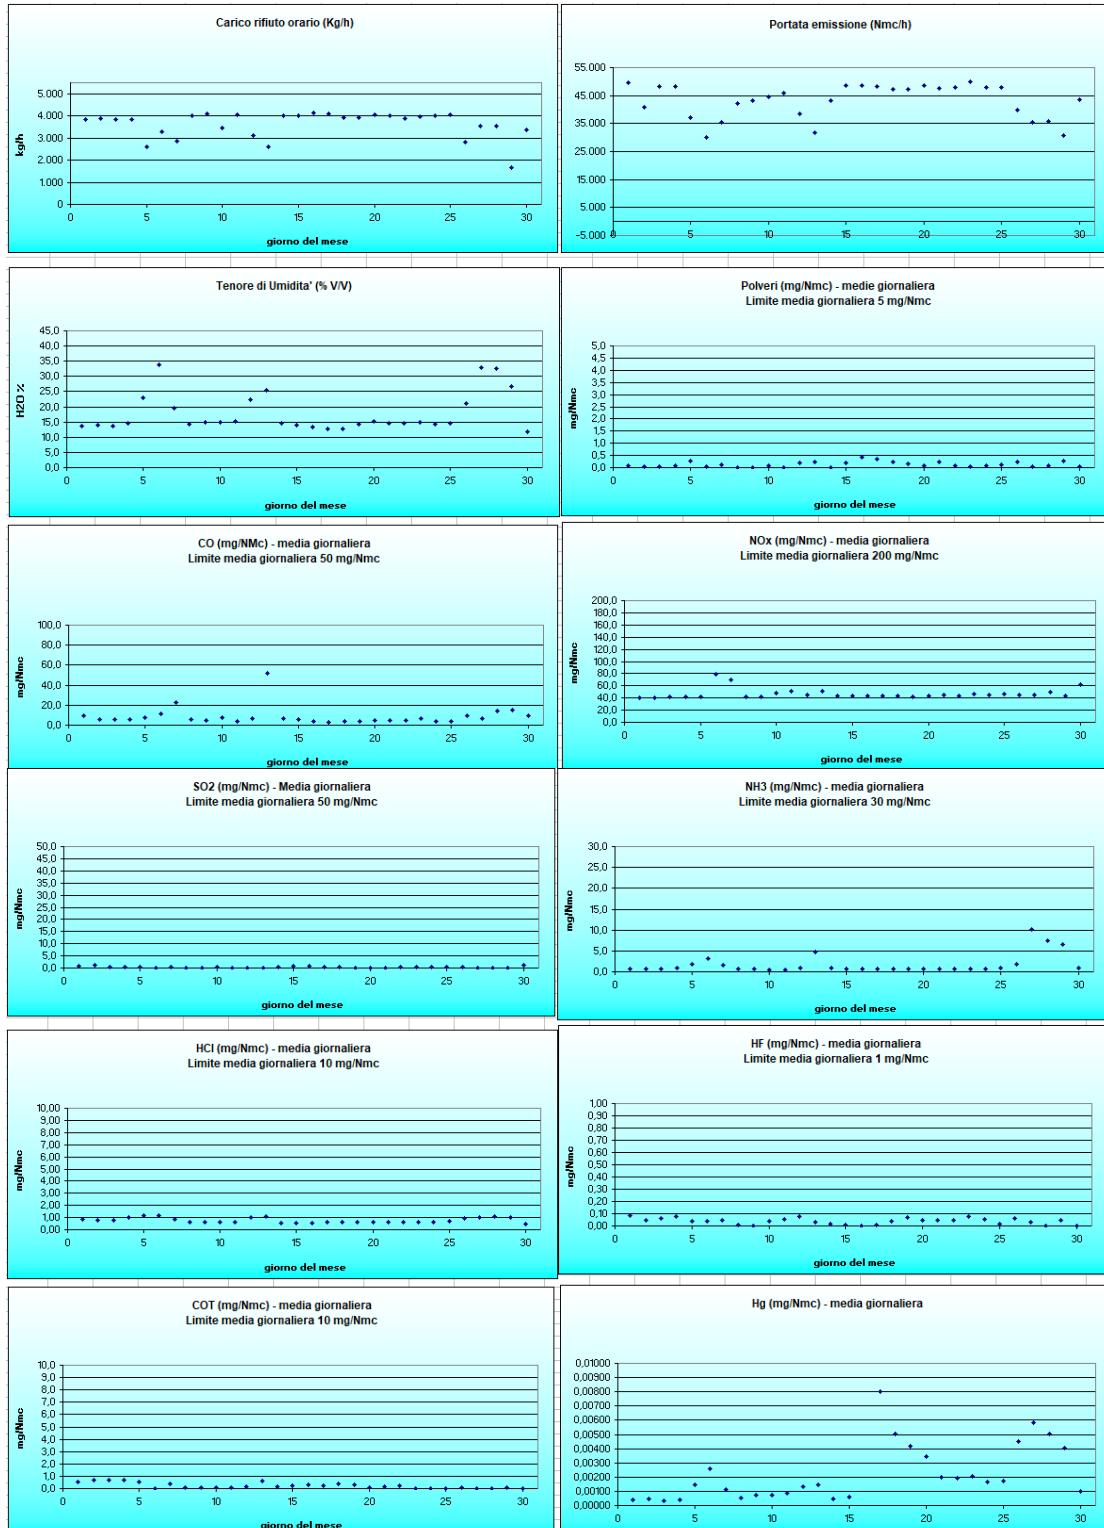 Carico rifiuto orario (Kg/h)
5.000
4.000
3.000
2.000
1.000
0
kg/h
0 5 10 15 20 25 30
giorno del mese
Portata emissione (Nmc/h)
55.000
45.000
35.000
25.000
15.000
5.000
-5.000
0 5 10 15 20 25 30
Tenore di Umidita' (% V/V)
45,0
40,0
35,0
30,0
25,0
20,0
15,0
10,0
5,0
0,0
H2O %
0 5 10 15 20 25 30
giorno del mese
Polveri (mg/Nmc) - medie giornaliera
Limite media giornaliera 5 mg/Nmc
5,0
4,5
4,0
3,5
3,0
2,5
2,0
1,5
1,0
0,5
0,0
mg/Nmc
0 5 10 15 20 25 30
giorno del mese
CO (mg/NMc) - media giornaliera
Limite media giornaliera 50 mg/Nmc
100,0
80,0
60,0
40,0
20,0
0,0
mg/Nmc
0 5 10 15 20 25 30
giorno del mese
NOx (mg/Nmc) - media giornaliera
Limite media giornaliera 200 mg/Nmc
200,0
180,0
160,0
140,0
120,0
100,0
80,0
60,0
40,0
20,0
0,0
mg/Nmc
0 5 10 15 20 25 30
giorno del mese
SO2 (mg/Nmc) - Media giornaliera
Limite media giornaliera 50 mg/Nmc
50,0
45,0
40,0
35,0
30,0
25,0
20,0
15,0
10,0
5,0
0,0
mg/Nmc
0 5 10 15 20 25 30
giorno del mese
NH3 (mg/Nmc) - media giornaliera
Limite media giornaliera 30 mg/Nmc
30,0
25,0
20,0
15,0
10,0
5,0
0,0
mg/Nmc
0 5 10 15 20 25 30
giorno del mese
HCl (mg/Nmc) - media giornaliera
Limite media giornaliera 10 mg/Nmc
10,00
9,00
8,00
7,00
6,00
5,00
4,00
3,00
2,00
1,00
0,00
mg/Nmc
0 5 10 15 20 25 30
giorno del mese
HF (mg/Nmc) - media giornaliera
Limite media giornaliera 1 mg/Nmc
1,00
0,90
0,80
0,70
0,60
0,50
0,40
0,30
0,20
0,10
0,00
mg/Nmc
0 5 10 15 20 25 30
giorno del mese
COT (mg/Nmc) - media giornaliera
Limite media giornaliera 10 mg/Nmc
10,0
9,0
8,0
7,0
6,0
5,0
4,0
3,0
2,0
1,0
0,0
mg/Nmc
0 5 10 15 20 25 30
giorno del mese
Hg (mg/Nmc) - media giornaliera
0,01000
0,00900
0,00800
0,00700
0,00600
0,00500
0,00400
0,00300
0,00200
0,00100
0,00000
0 5 10 15 20 25 30